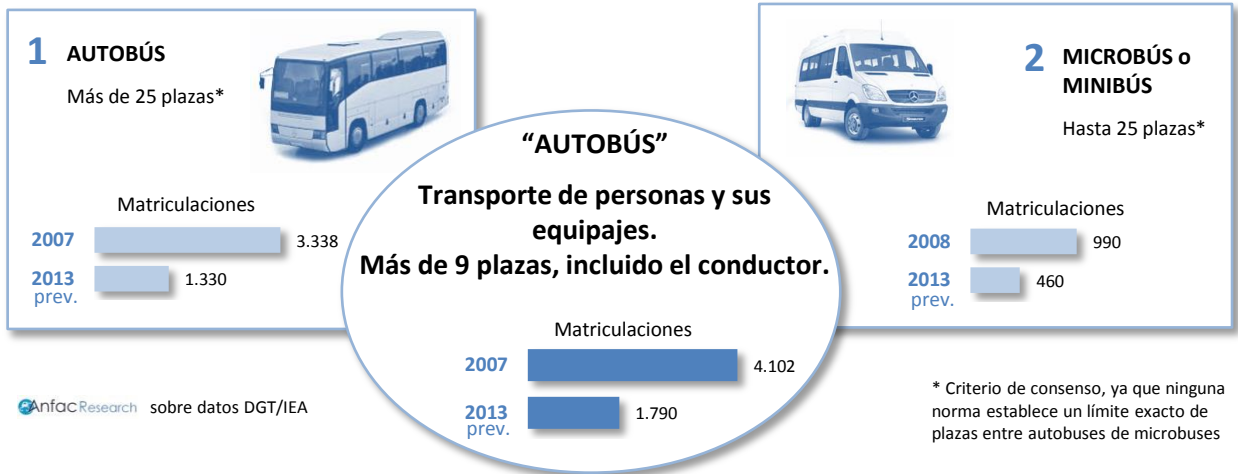 1 AUTOBÚS
Más de 25 plazas*
Matriculaciones
2007 3.338
2013 1.330
prev.
2 MICROBÚS o
MINIBÚS
Hasta 25 plazas*
Matriculaciones
2008 990
2013 460
prev.
“AUTOBÚS”
Transporte de personas y sus
equipajes.
Más de 9 plazas, incluido el conductor.
Matriculaciones
2007 4.102
2013 1.790
prev.
Anfac Research sobre datos DGT/IEA
* Criterio de consenso, ya que ninguna
norma establece un límite exacto de
plazas entre autobuses de microbuses